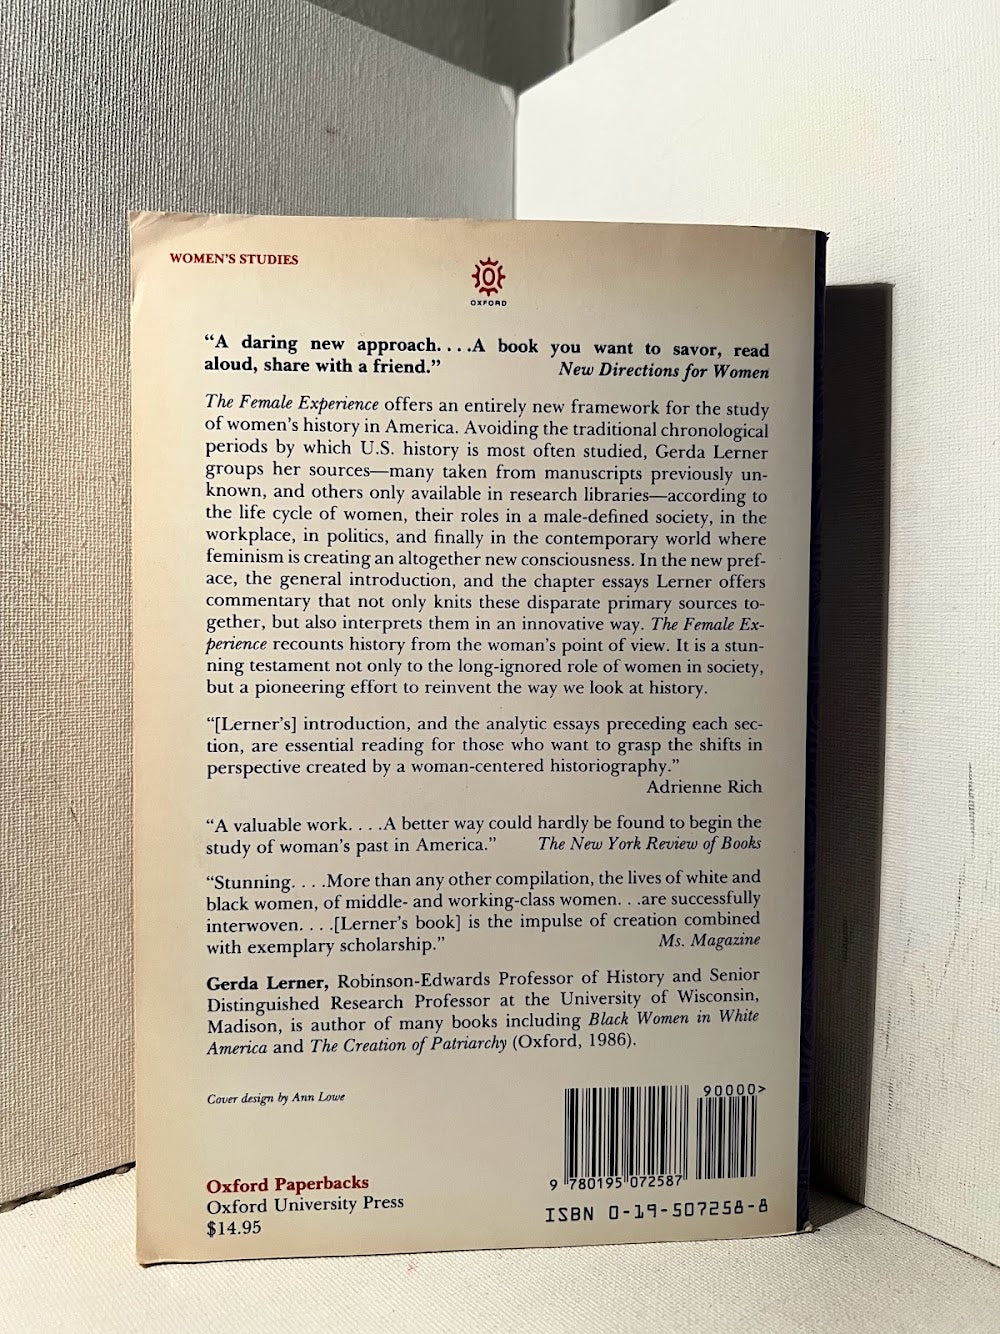 WOMEN'S STUDIES
OXFORD
“A daring new approach. . . .A book you want to savor, read
aloud, share with a friend.” New Directions for Women
The Female Experience offers an entirely new framework for the study
of women's history in America. Avoiding the traditional chronological
periods by which U.S. history is most often studied, Gerda Lerner
groups her sources—many taken from manuscripts previously un-
known, and others only available in research libraries—according to
the life cycle of women, their roles in a male-defined society, in the
workplace, in politics, and finally in the contemporary world where
feminism is creating an altogether new consciousness. In the new pref-
ace, the general introduction, and the chapter essays Lerner offers
commentary that not only knits these disparate primary sources to-
gether, but also interprets them in an innovative way. The Female Ex-
perience recounts history from the woman's point of view. It is a stun-
ning testament not only to the long-ignored role of women in society,
but a pioneering effort to reinvent the way we look at history.
“[Lerner's] introduction, and the analytic essays preceding each sec-
tion, are essential reading for those who want to grasp the shifts in
perspective created by a woman-centered historiography.”
Adrienne Rich
“A valuable work. . . .A better way could hardly be found to begin the
study of woman's past in America.” The New York Review of Books
“Stunning. . . .More than any other compilation, the lives of white and
black women, of middle- and working-class women. . .are successfully
interwoven. . . .[Lerner's book] is the impulse of creation combined
with exemplary scholarship.” Ms. Magazine
Gerda Lerner, Robinson-Edwards Professor of History and Senior
Distinguished Research Professor at the University of Wisconsin,
Madison, is author of many books including Black Women in White
America and The Creation of Patriarchy (Oxford, 1986).
Cover design by Ann Lowe
90000>
9 780195 072587
Oxford Paperbacks
Oxford University Press
$14.95
ISBN 0-19-507258-8